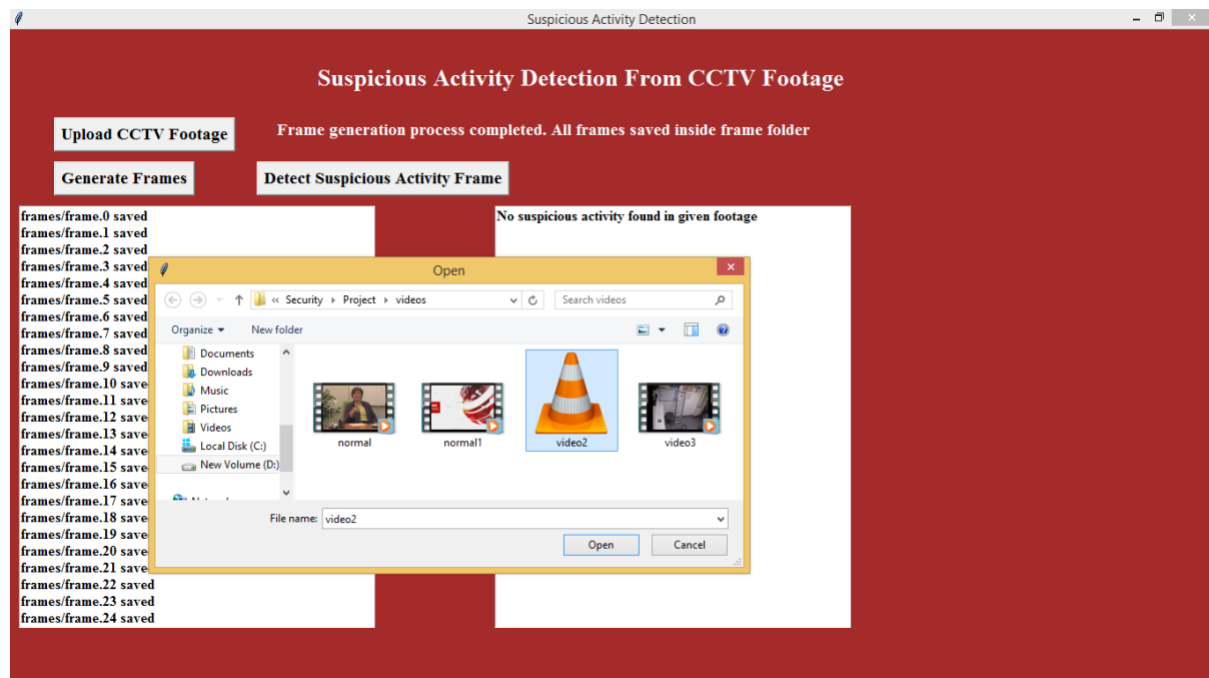 Suspicious Activity Detection
Suspicious Activity Detection From CCTV Footage
Upload CCTV Footage
Frame generation process completed. All frames saved inside frame folder
Generate Frames
Detect Suspicious Activity Frame
frames/frame.0 saved
frames/frame.1 saved
frames/frame.2 saved
frames/frame.3 saved
frames/frame.4 saved
frames/frame.5 saved
frames/frame.6 saved
frames/frame.7 saved
frames/frame.8 saved
frames/frame.9 saved
frames/frame.10 save
frames/frame.11 save
frames/frame.12 save
frames/frame.13 save
frames/frame.14 save
frames/frame.15 save
frames/frame.16 save
frames/frame.17 save
frames/frame.18 save
frames/frame.19 save
frames/frame.20 save
frames/frame.21 save
frames/frame.22 saved
frames/frame.23 saved
frames/frame.24 saved
No suspicious activity found in given footage
Open
« Security Project videos
Search videos
Organize
New folder
Documents
Downloads
Music
Pictures
Videos
Local Disk (C:)
New Volume (D:)
normal
normal1
video2
video3
File name: video2
Open
Cancel